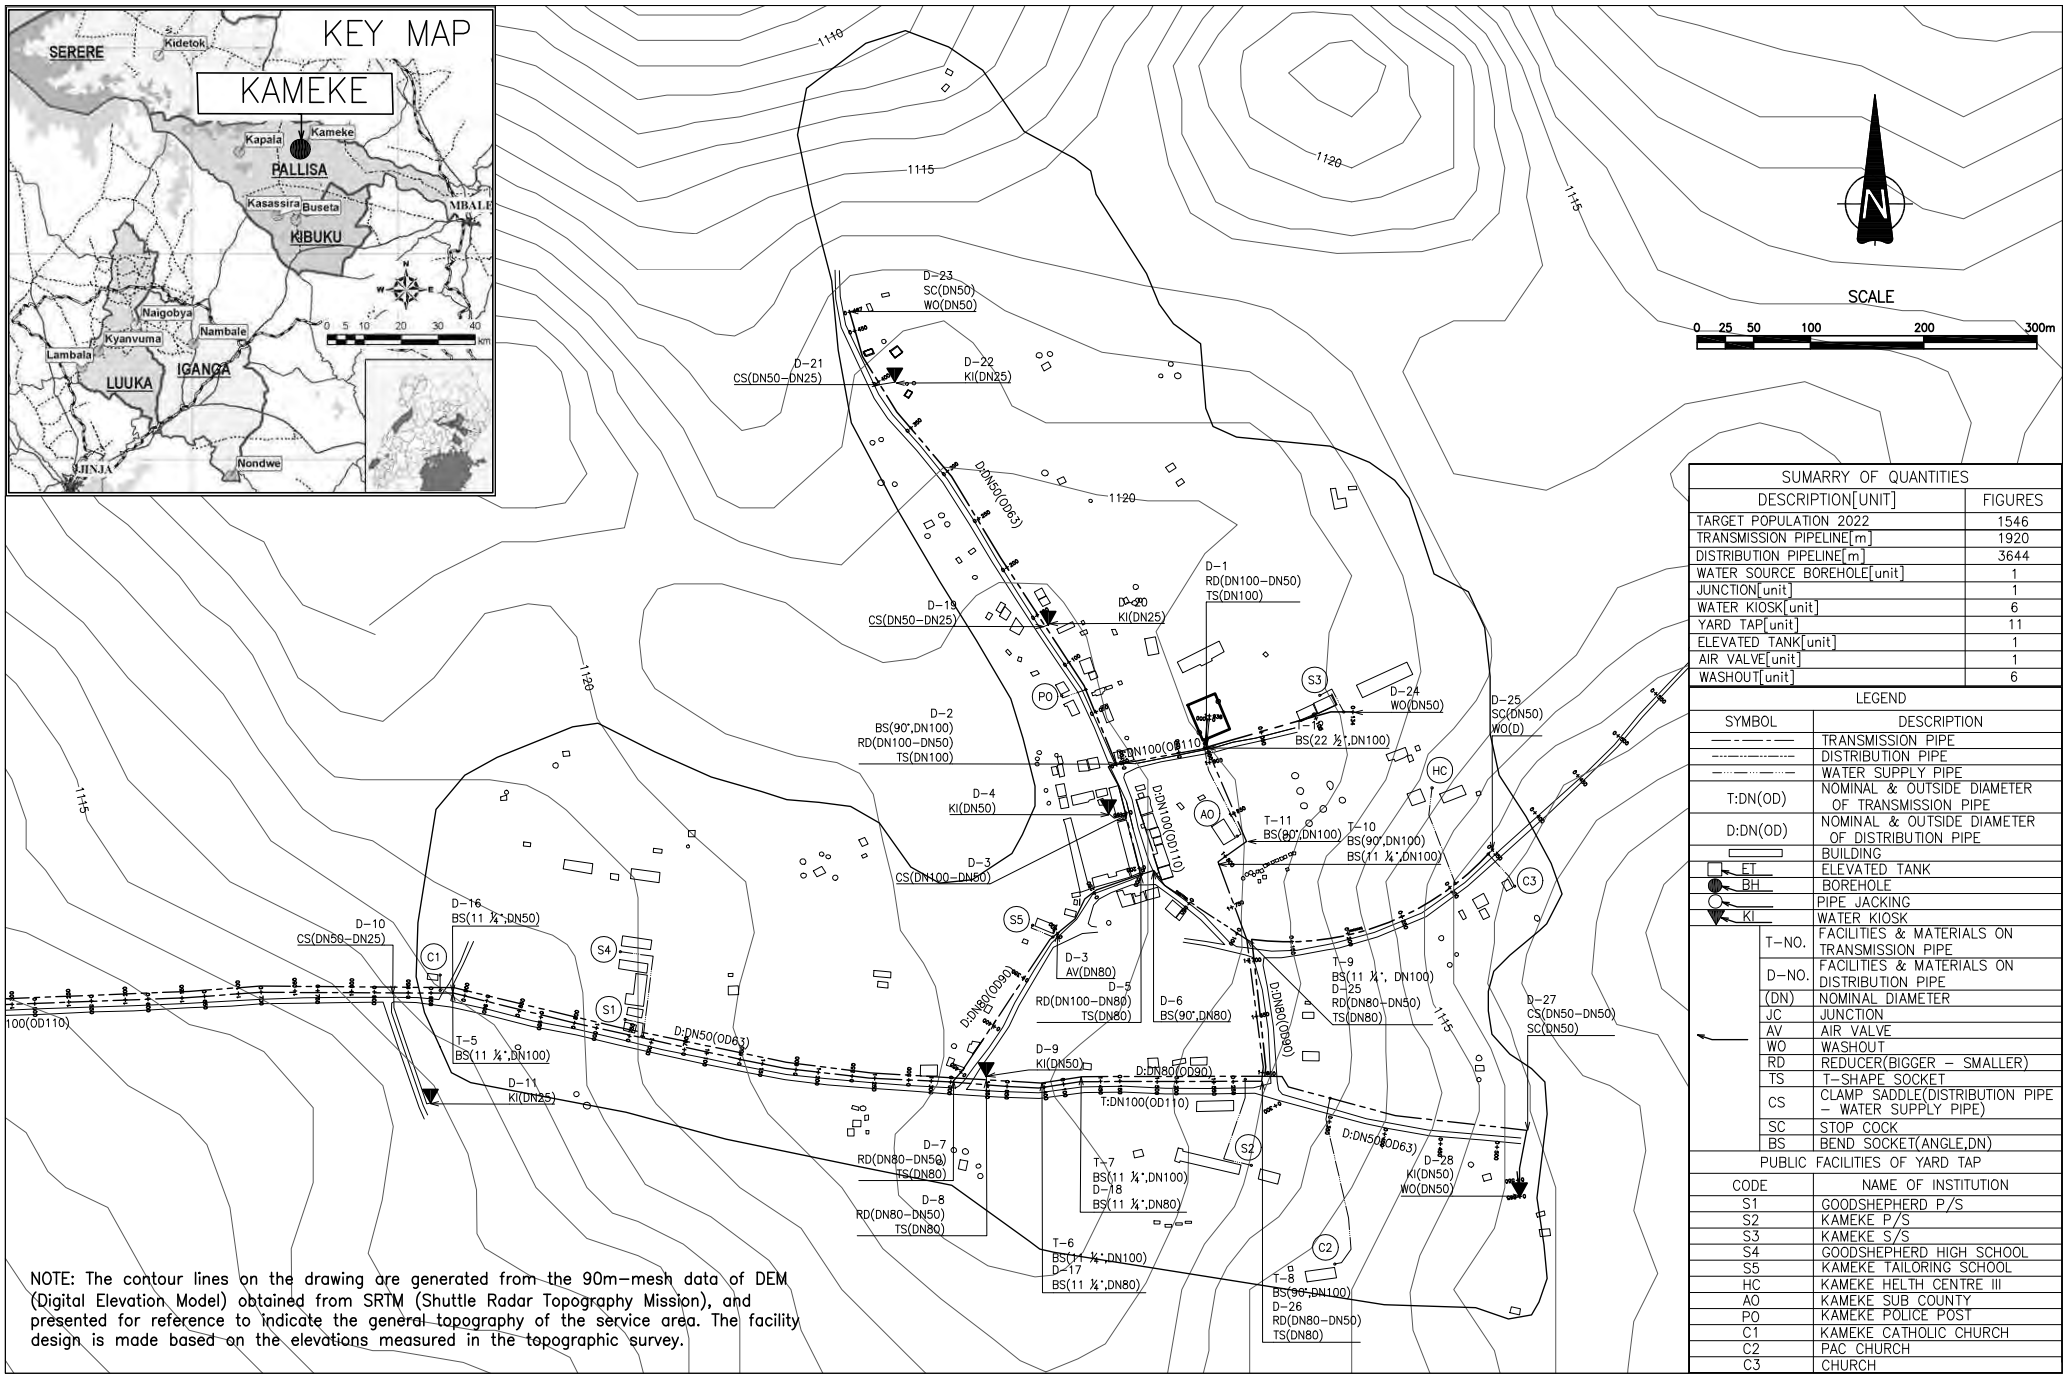 KEY MAP
SERERE
Kidetok
KAMEKE
Kapala
Kameke
PALLISA
Kasassira
Buseta
MBALE
KIBUKU
N
W
E
Naigobya
Nambale
Kyanvuma
Lambala
IGANGA
LUUKA
0 5 10 20 30 40
km
Nondwe
JINJA
1110
1115
1120
1115
N
SCALE
0 25 50 100 200 300m
D-23
SC(DN50)
WO(DN50)
D-21
CS(DN50-DN25)
D-22
KI(DN25)
D:DN50(OD63)
1120
D-1
RD(DN100-DN50)
TS(DN100)
D-19
CS(DN50-DN25)
D-20
KI(DN25)
1120
PO
S3
D-24
WO(DN50)
D-25
SC(DN50)
WO(D)
D-2
BS(90°,DN100)
RD(DN100-DN50)
TS(DN100)
D:DN100(OD110)
BS(22 ½°,DN100)
HC
D-4
KI(DN50)
D:DN100(OD110)
AO
T-11
BS(90°,DN100)
T-10
BS(90°,DN100)
BS(11 ¼°,DN100)
1115
D-3
CS(DN100-DN50)
C3
D-16
BS(11 ¼°,DN50)
D-10
CS(DN50-DN25)
C1
S4
S5
D-3
AV(DN80)
D-5
RD(DN100-DN80)
TS(DN80)
D-6
BS(90°,DN80)
T-9
BS(11 ¼°, DN100)
D-25
RD(DN80-DN50)
TS(DN80)
D-27
CS(DN50-DN50)
SC(DN50)
1115
S1
D:DN80(OD90)
D:DN80(OD90)
100(OD110)
T-5
BS(11 ¼°,DN100)
D:DN50(OD63)
D-9
KI(DN50)
D:DN80(OD90)
T:DN100(OD110)
D-11
KI(DN25)
D-7
RD(DN80-DN50)
TS(DN80)
T-7
BS(11 ¼°,DN100)
D-18
BS(11 ¼°,DN80)
S2
D:DN50(OD63)
D-28
KI(DN50)
WO(DN50)
D-8
RD(DN80-DN50)
TS(DN80)
T-6
BS(11 ¼°,DN100)
D-17
BS(11 ¼°,DN80)
C2
T-8
BS(90°,DN100)
D-26
RD(DN80-DN50)
TS(DN80)
NOTE: The contour lines on the drawing are generated from the 90m-mesh data of DEM
(Digital Elevation Model) obtained from SRTM (Shuttle Radar Topography Mission), and
presented for reference to indicate the general topography of the service area. The facility
design is made based on the elevations measured in the topographic survey.
SUMARRY OF QUANTITIES
DESCRIPTION[UNIT] FIGURES
TARGET POPULATION 2022 1546
TRANSMISSION PIPELINE[m] 1920
DISTRIBUTION PIPELINE[m] 3644
WATER SOURCE BOREHOLE[unit] 1
JUNCTION[unit] 1
WATER KIOSK[unit] 6
YARD TAP[unit] 11
ELEVATED TANK[unit] 1
AIR VALVE[unit] 1
WASHOUT[unit] 6
LEGEND
SYMBOL DESCRIPTION
TRANSMISSION PIPE
DISTRIBUTION PIPE
WATER SUPPLY PIPE
T:DN(OD) NOMINAL & OUTSIDE DIAMETER
OF TRANSMISSION PIPE
D:DN(OD) NOMINAL & OUTSIDE DIAMETER
OF DISTRIBUTION PIPE
BUILDING
ET ELEVATED TANK
BH BOREHOLE
PIPE JACKING
KI WATER KIOSK
T-NO. FACILITIES & MATERIALS ON
TRANSMISSION PIPE
D-NO. FACILITIES & MATERIALS ON
DISTRIBUTION PIPE
(DN) NOMINAL DIAMETER
JC JUNCTION
AV AIR VALVE
WO WASHOUT
RD REDUCER(BIGGER - SMALLER)
TS T-SHAPE SOCKET
CS CLAMP SADDLE(DISTRIBUTION PIPE
- WATER SUPPLY PIPE)
SC STOP COCK
BS BEND SOCKET(ANGLE,DN)
PUBLIC FACILITIES OF YARD TAP
CODE NAME OF INSTITUTION
S1 GOODSHEPHERD P/S
S2 KAMEKE P/S
S3 KAMEKE S/S
S4 GOODSHEPHERD HIGH SCHOOL
S5 KAMEKE TAILORING SCHOOL
HC KAMEKE HELTH CENTRE III
AO KAMEKE SUB COUNTY
PO KAMEKE POLICE POST
C1 KAMEKE CATHOLIC CHURCH
C2 PAC CHURCH
C3 CHURCH